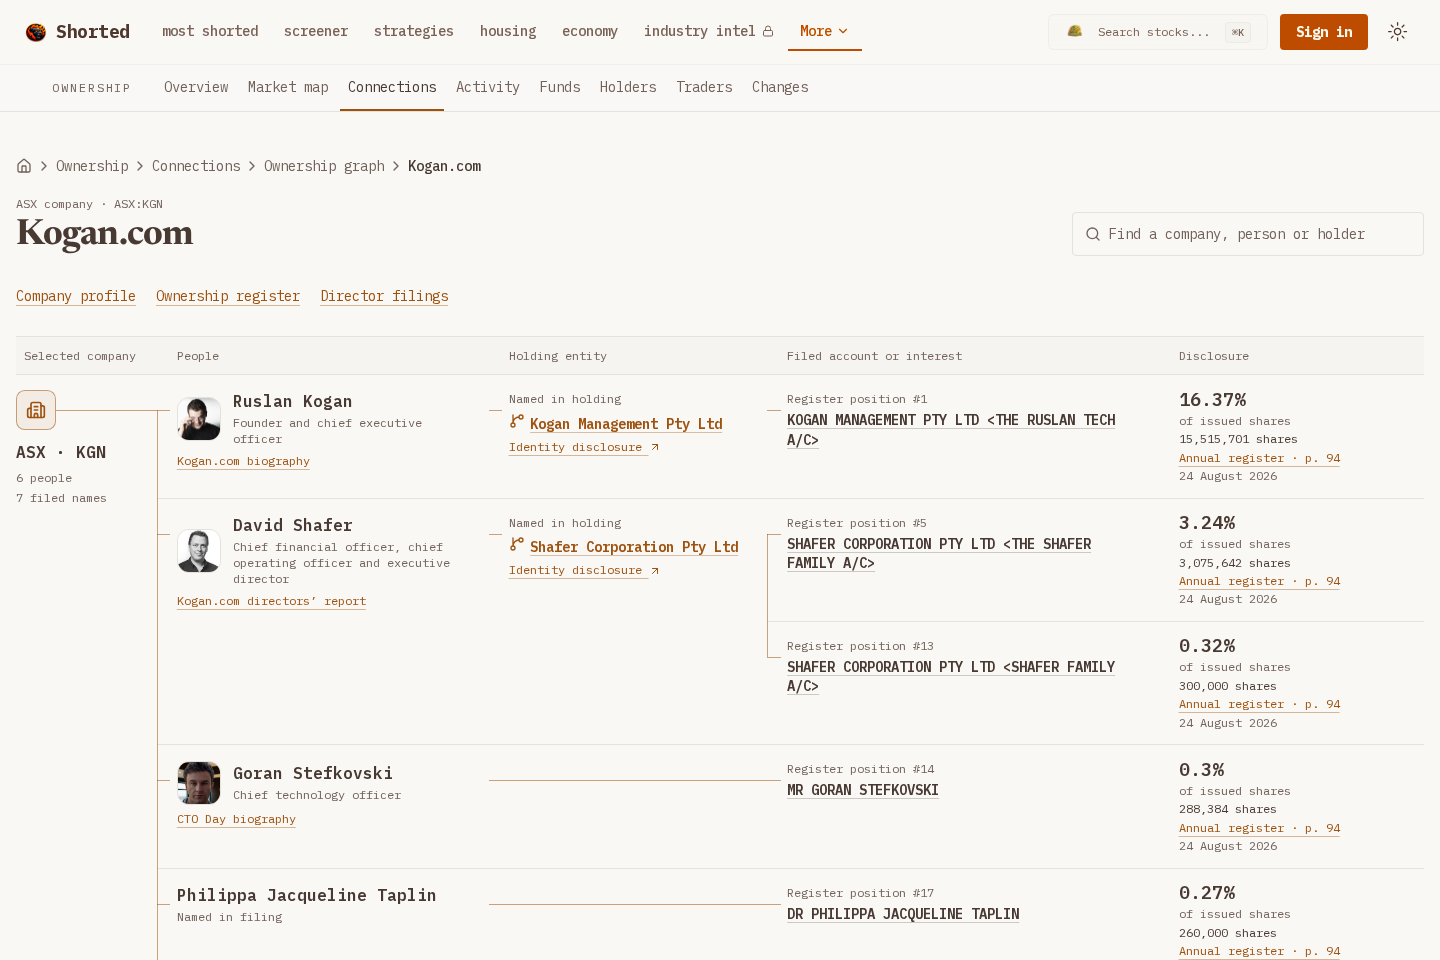 Shorted
most shorted
screener
strategies
housing
economy
industry intel
More
Search stocks...
⌘K
Sign in
OWNERSHIP
Overview
Market map
Connections
Activity
Funds
Holders
Traders
Changes
Ownership
Connections
Ownership graph
Kogan.com
ASX company · ASX:KGN
Kogan.com
Find a company, person or holder
Company profile
Ownership register
Director filings
Selected company
People
Holding entity
Filed account or interest
Disclosure
ASX · KGN
6 people
7 filed names
Ruslan Kogan
Founder and chief executive
officer
Kogan.com biography
Named in holding
Kogan Management Pty Ltd
Identity disclosure
Register position #1
KOGAN MANAGEMENT PTY LTD <THE RUSLAN TECH
A/C>
16.37%
of issued shares
15,515,701 shares
Annual register · p. 94
24 August 2026
David Shafer
Chief financial officer, chief
operating officer and executive
director
Kogan.com directors’ report
Named in holding
Shafer Corporation Pty Ltd
Identity disclosure
Register position #5
SHAFER CORPORATION PTY LTD <THE SHAFER
FAMILY A/C>
3.24%
of issued shares
3,075,642 shares
Annual register · p. 94
24 August 2026
Register position #13
SHAFER CORPORATION PTY LTD <SHAFER FAMILY
A/C>
0.32%
of issued shares
300,000 shares
Annual register · p. 94
24 August 2026
Goran Stefkovski
Chief technology officer
CTO Day biography
Register position #14
MR GORAN STEFKOVSKI
0.3%
of issued shares
288,384 shares
Annual register · p. 94
24 August 2026
Philippa Jacqueline Taplin
Named in filing
Register position #17
DR PHILIPPA JACQUELINE TAPLIN
0.27%
of issued shares
260,000 shares
Annual register · p. 94